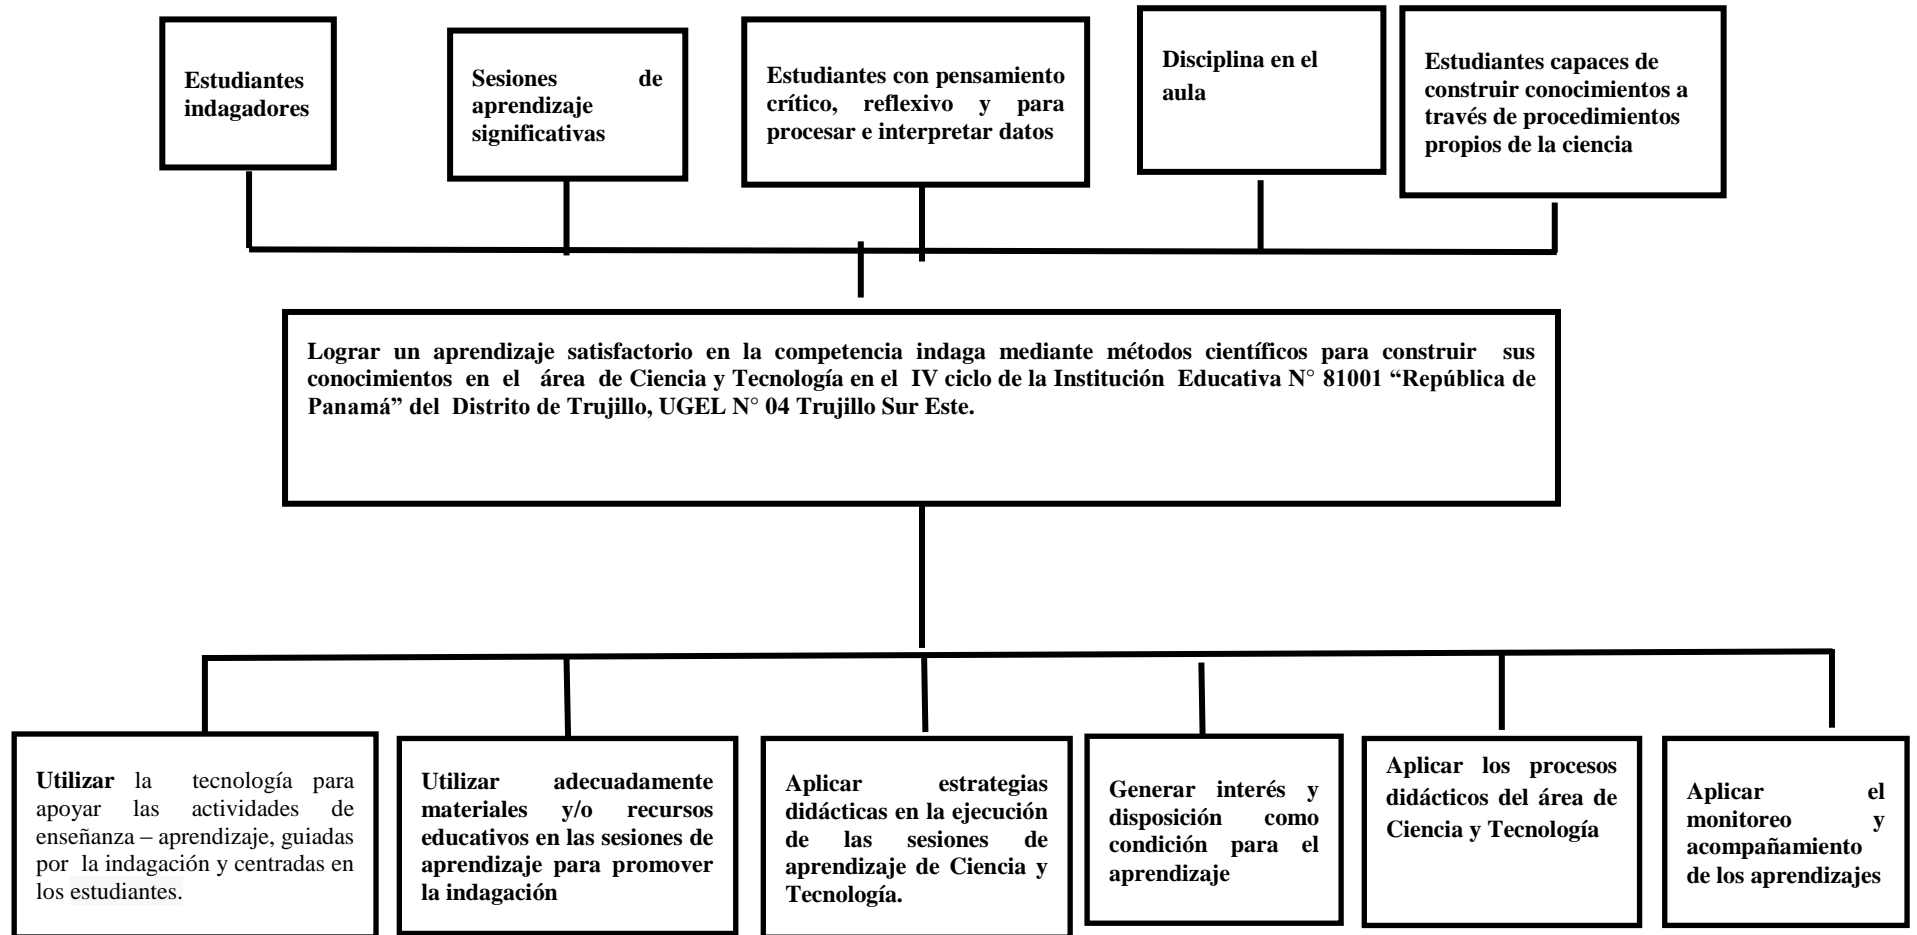 Estudiantes
indagadores
Sesiones de
aprendizaje
significativas
Estudiantes con pensamiento
crítico, reflexivo y para
procesar e interpretar datos
Disciplina en el
aula
Estudiantes capaces de
construir conocimientos a
través de procedimientos
propios de la ciencia
Lograr un aprendizaje satisfactorio en la competencia indaga mediante métodos científicos para construir sus
conocimientos en el área de Ciencia y Tecnología en el IV ciclo de la Institución Educativa N° 81001 “República de
Panamá” del Distrito de Trujillo, UGEL N° 04 Trujillo Sur Este.
Utilizar la tecnología para
apoyar las actividades de
enseñanza – aprendizaje, guiadas
por la indagación y centradas en
los estudiantes.
Utilizar adecuadamente
materiales y/o recursos
educativos en las sesiones de
aprendizaje para promover
la indagación
Aplicar estrategias
didácticas en la ejecución
de las sesiones de
aprendizaje de Ciencia y
Tecnología.
Generar interés y
disposición como
condición para el
aprendizaje
Aplicar los procesos
didácticos del área de
Ciencia y Tecnología
Aplicar el
monitoreo y
acompañamiento
de los aprendizajes